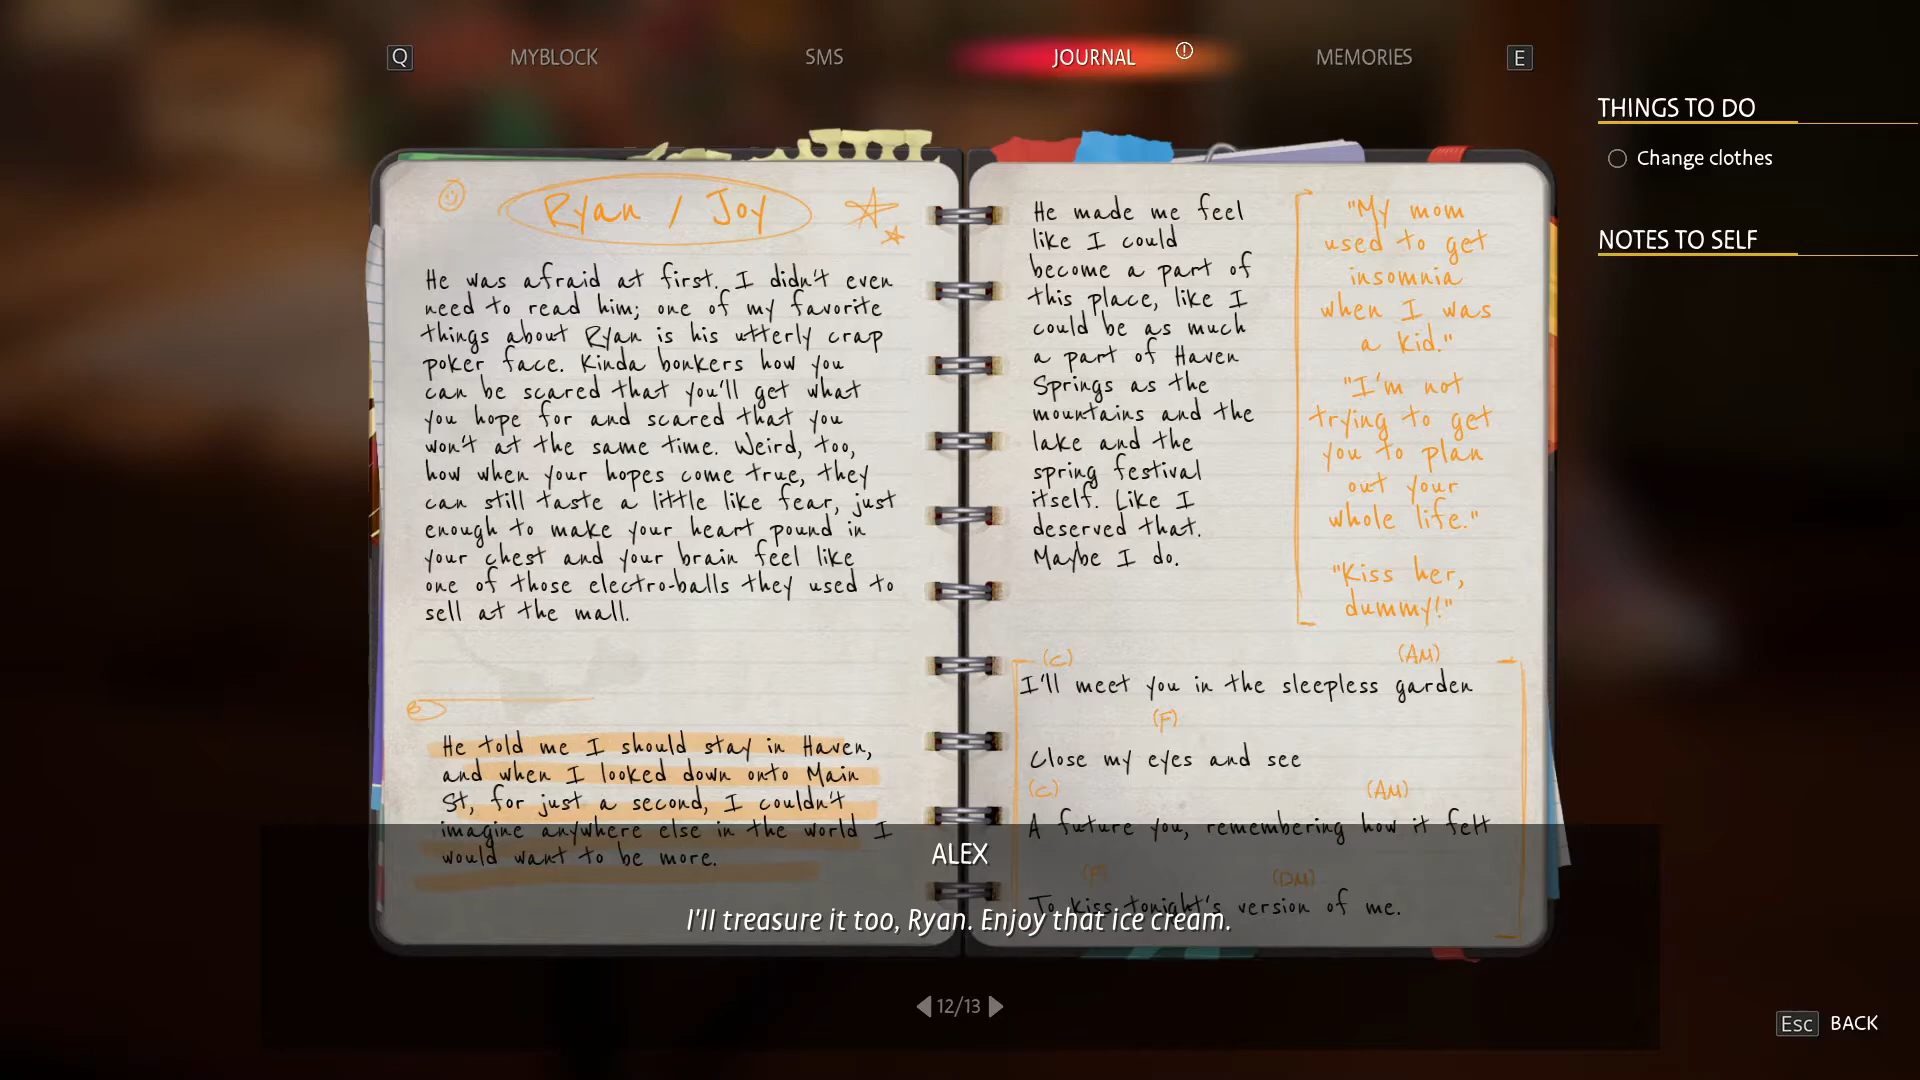 Q
MYBLOCK
SMS
JOURNAL
MEMORIES
E
THINGS TO DO
Change clothes
NOTES TO SELF
Ryan / Joy
He was afraid at first. I didn't even
need to read him; one of my favorite
things about Ryan is his utterly crap
poker face. Kinda bonkers how you
can be scared that you'll get what
you hope for and scared that you
won't at the same time. Weird, too,
how when your hopes come true, they
can still taste a little like fear, just
enough to make your heart pound in
your chest and your brain feel like
one of those electro-balls they used to
sell at the mall.
He told me I should stay in Haven,
and when I looked down onto Main
St, for just a second, I couldn't
imagine anywhere else in the world I
would want to be more.
He made me feel
like I could
become a part of
this place, like I
could be as much
a part of Haven
Springs as the
mountains and the
lake and the
spring festival
itself. Like I
deserved that.
Maybe I do.
"My mom
used to get
insomnia
when I was
a kid."
"I'm not
trying to get
you to plan
out your
whole life."
"Kiss her,
dummy!"
(C) (AM)
I'll meet you in the sleepless garden
(F)
Close my eyes and see
(C) (AM)
A future you, remembering how it felt
(F) (DM)
To kiss tonight's version of me.
ALEX
I'll treasure it too, Ryan. Enjoy that ice cream.
12/13
Esc BACK